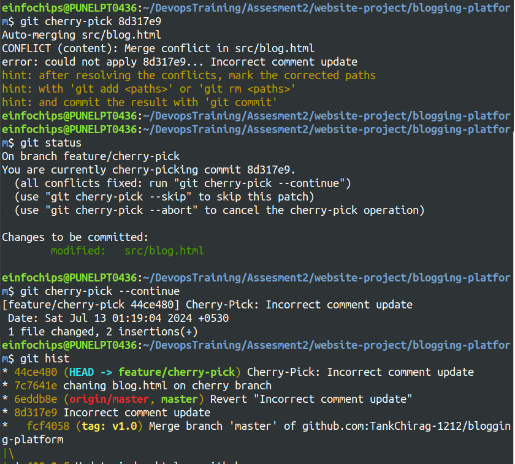 einfochips@PUNELPT0436:~/DevopsTraining/Assesment2/website-project/blogging-platfor
m$ git cherry-pick 8d317e9
Auto-merging src/blog.html
CONFLICT (content): Merge conflict in src/blog.html
error: could not apply 8d317e9... Incorrect comment update
hint: after resolving the conflicts, mark the corrected paths
hint: with 'git add <paths>' or 'git rm <paths>'
hint: and commit the result with 'git commit'
einfochips@PUNELPT0436:~/DevopsTraining/Assesment2/website-project/blogging-platfor
einfochips@PUNELPT0436:~/DevopsTraining/Assesment2/website-project/blogging-platfor
m$ git status
On branch feature/cherry-pick
You are currently cherry-picking commit 8d317e9.
  (all conflicts fixed: run "git cherry-pick --continue")
  (use "git cherry-pick --skip" to skip this patch)
  (use "git cherry-pick --abort" to cancel the cherry-pick operation)
Changes to be committed:
        modified:   src/blog.html
einfochips@PUNELPT0436:~/DevopsTraining/Assesment2/website-project/blogging-platfor
m$ git cherry-pick --continue
[feature/cherry-pick 44ce480] Cherry-Pick: Incorrect comment update
 Date: Sat Jul 13 01:19:04 2024 +0530
 1 file changed, 2 insertions(+)
einfochips@PUNELPT0436:~/DevopsTraining/Assesment2/website-project/blogging-platfor
m$ git hist
* 44ce480 (HEAD -> feature/cherry-pick) Cherry-Pick: Incorrect comment update
* 7c7641e chaning blog.html on cherry branch
* 6eddb8e (origin/master, master) Revert "Incorrect comment update"
* 8d317e9 Incorrect comment update
*   fcf4058 (tag: v1.0) Merge branch 'master' of github.com:TankChirag-1212/bloggin
g-platform
|\